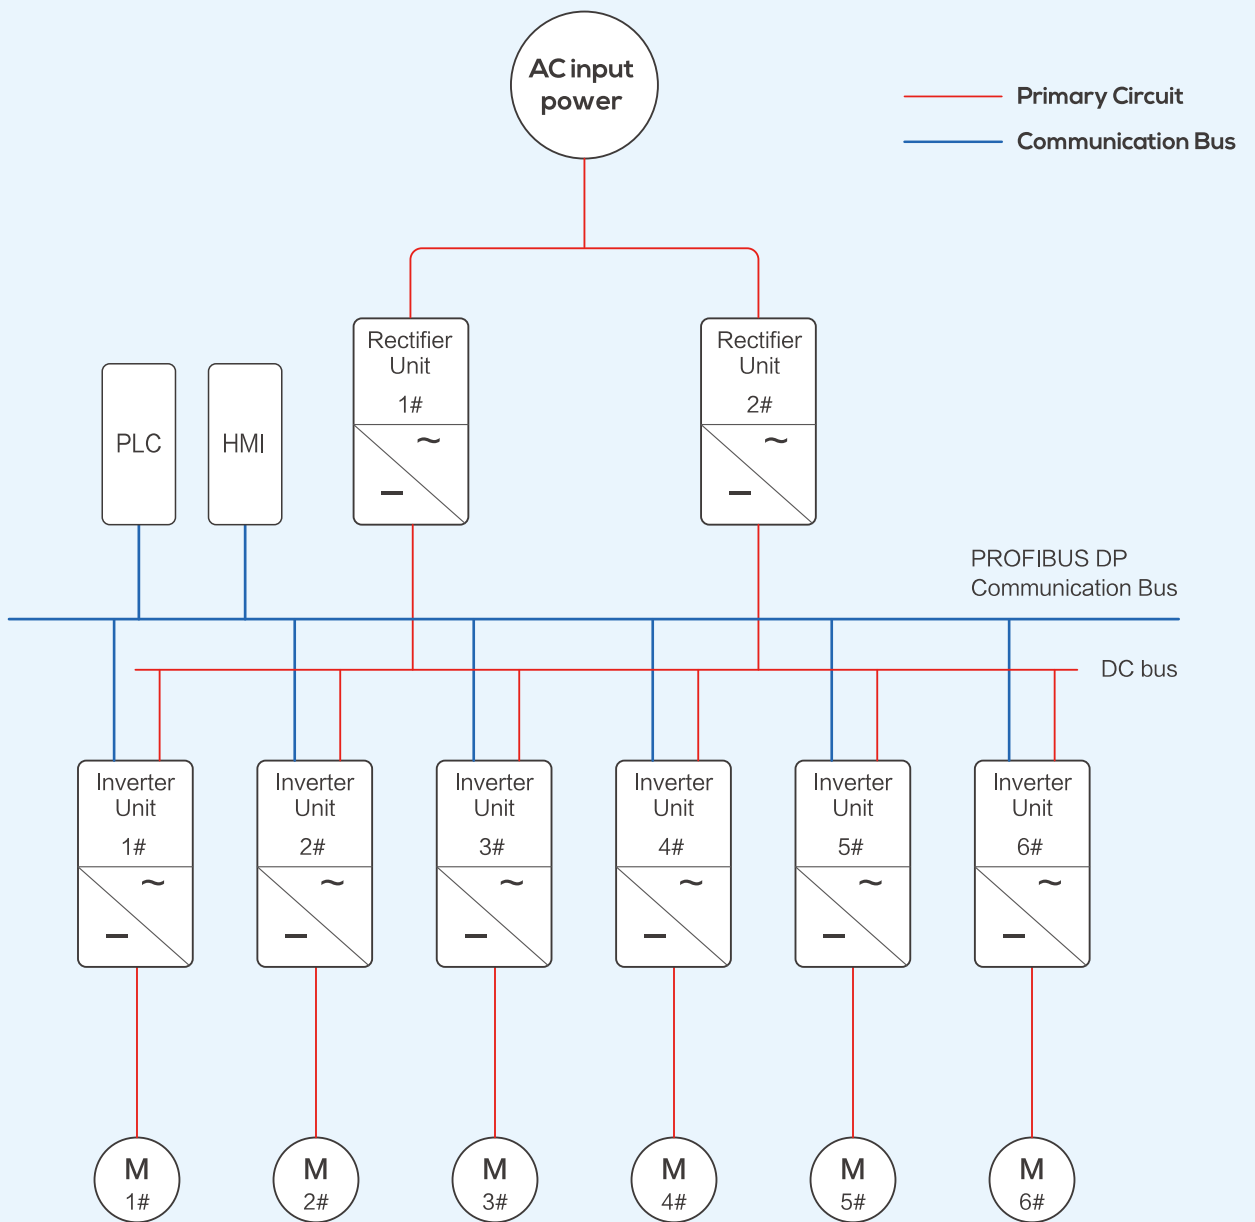 AC input
power
Primary Circuit
Communication Bus
Rectifier
Unit
1#
~
–
Rectifier
Unit
2#
~
–
PLC
HMI
PROFIBUS DP
Communication Bus
DC bus
Inverter
Unit
1#
~
–
Inverter
Unit
2#
~
–
Inverter
Unit
3#
~
–
Inverter
Unit
4#
~
–
Inverter
Unit
5#
~
–
Inverter
Unit
6#
~
–
M
1#
M
2#
M
3#
M
4#
M
5#
M
6#